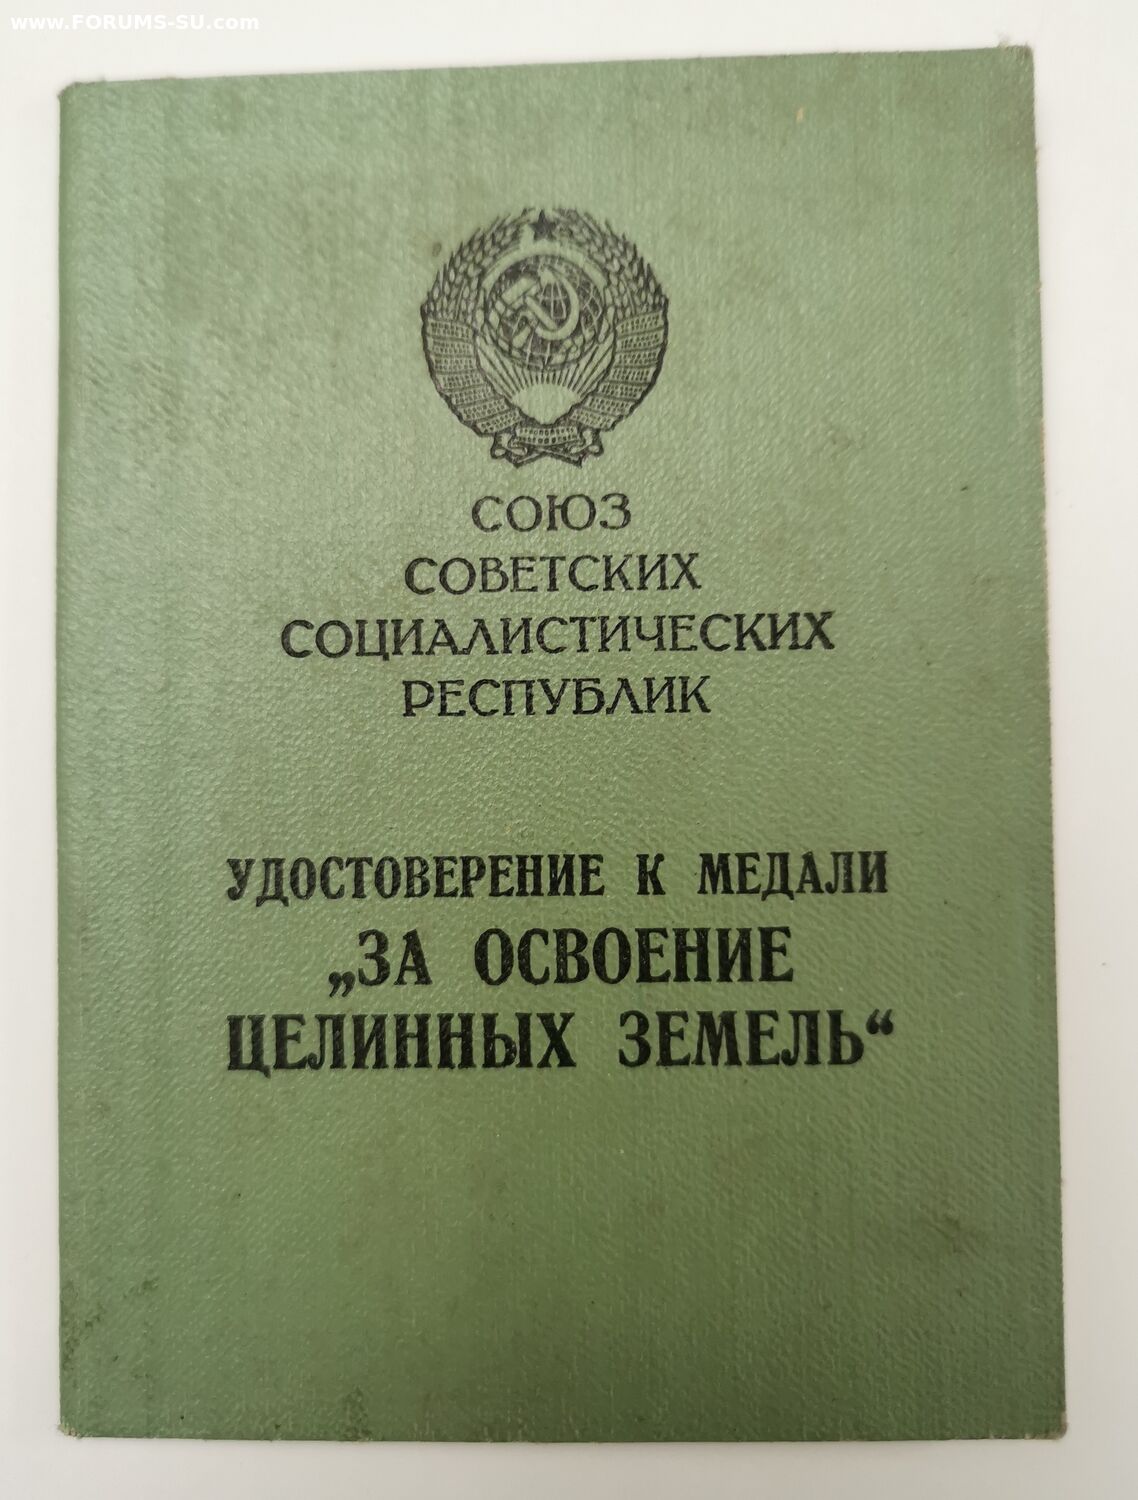 www.FORUMS-SU.com
СОЮЗ
СОВЕТСКИХ
СОЦИАЛИСТИЧЕСКИХ
РЕСПУБЛИК
УДОСТОВЕРЕНИЕ К МЕДАЛИ
„ЗА ОСВОЕНИЕ
ЦЕЛИННЫХ ЗЕМЕЛЬ“